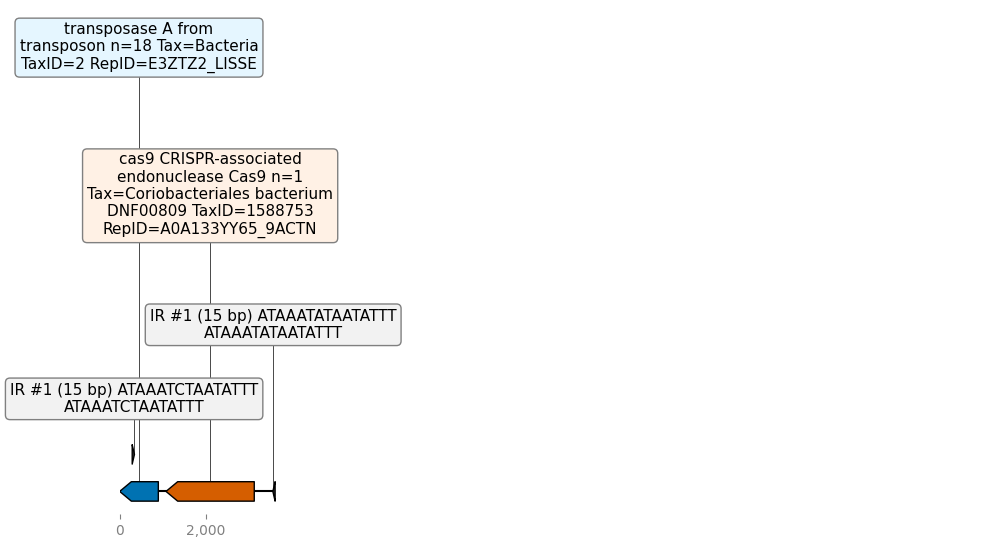 transposase A from
transposon n=18 Tax=Bacteria
TaxID=2 RepID=E3ZTZ2_LISSE
cas9 CRISPR-associated
endonuclease Cas9 n=1
Tax=Coriobacteriales bacterium
DNF00809 TaxID=1588753
RepID=A0A133YY65_9ACTN
IR #1 (15 bp) ATAAATATAATATTT
ATAAATATAATATTT
IR #1 (15 bp) ATAAATCTAATATTT
ATAAATCTAATATTT
0
2,000